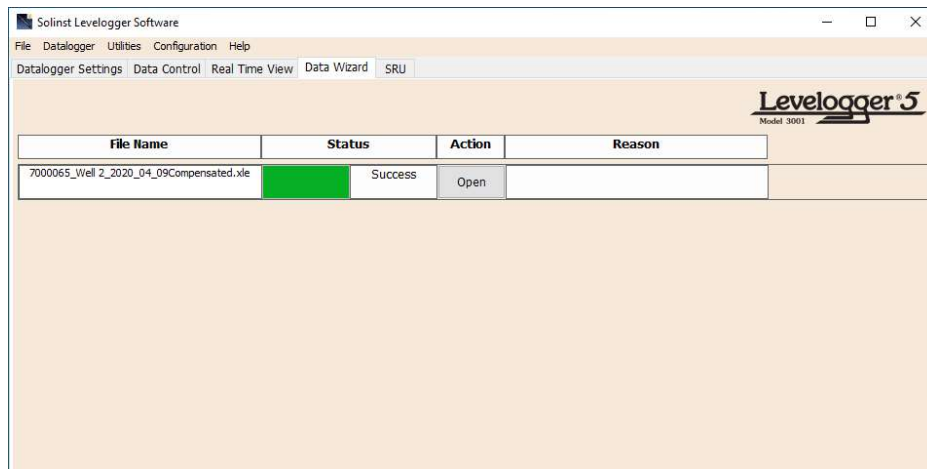 Solinst Levelogger Software
File Datalogger Utilities Configuration Help
Datalogger Settings Data Control Real Time View Data Wizard SRU
Levelogger®5
Model 3001
File Name Status Action Reason
7000065_Well 2_2020_04_09Compensated.xle Success Open